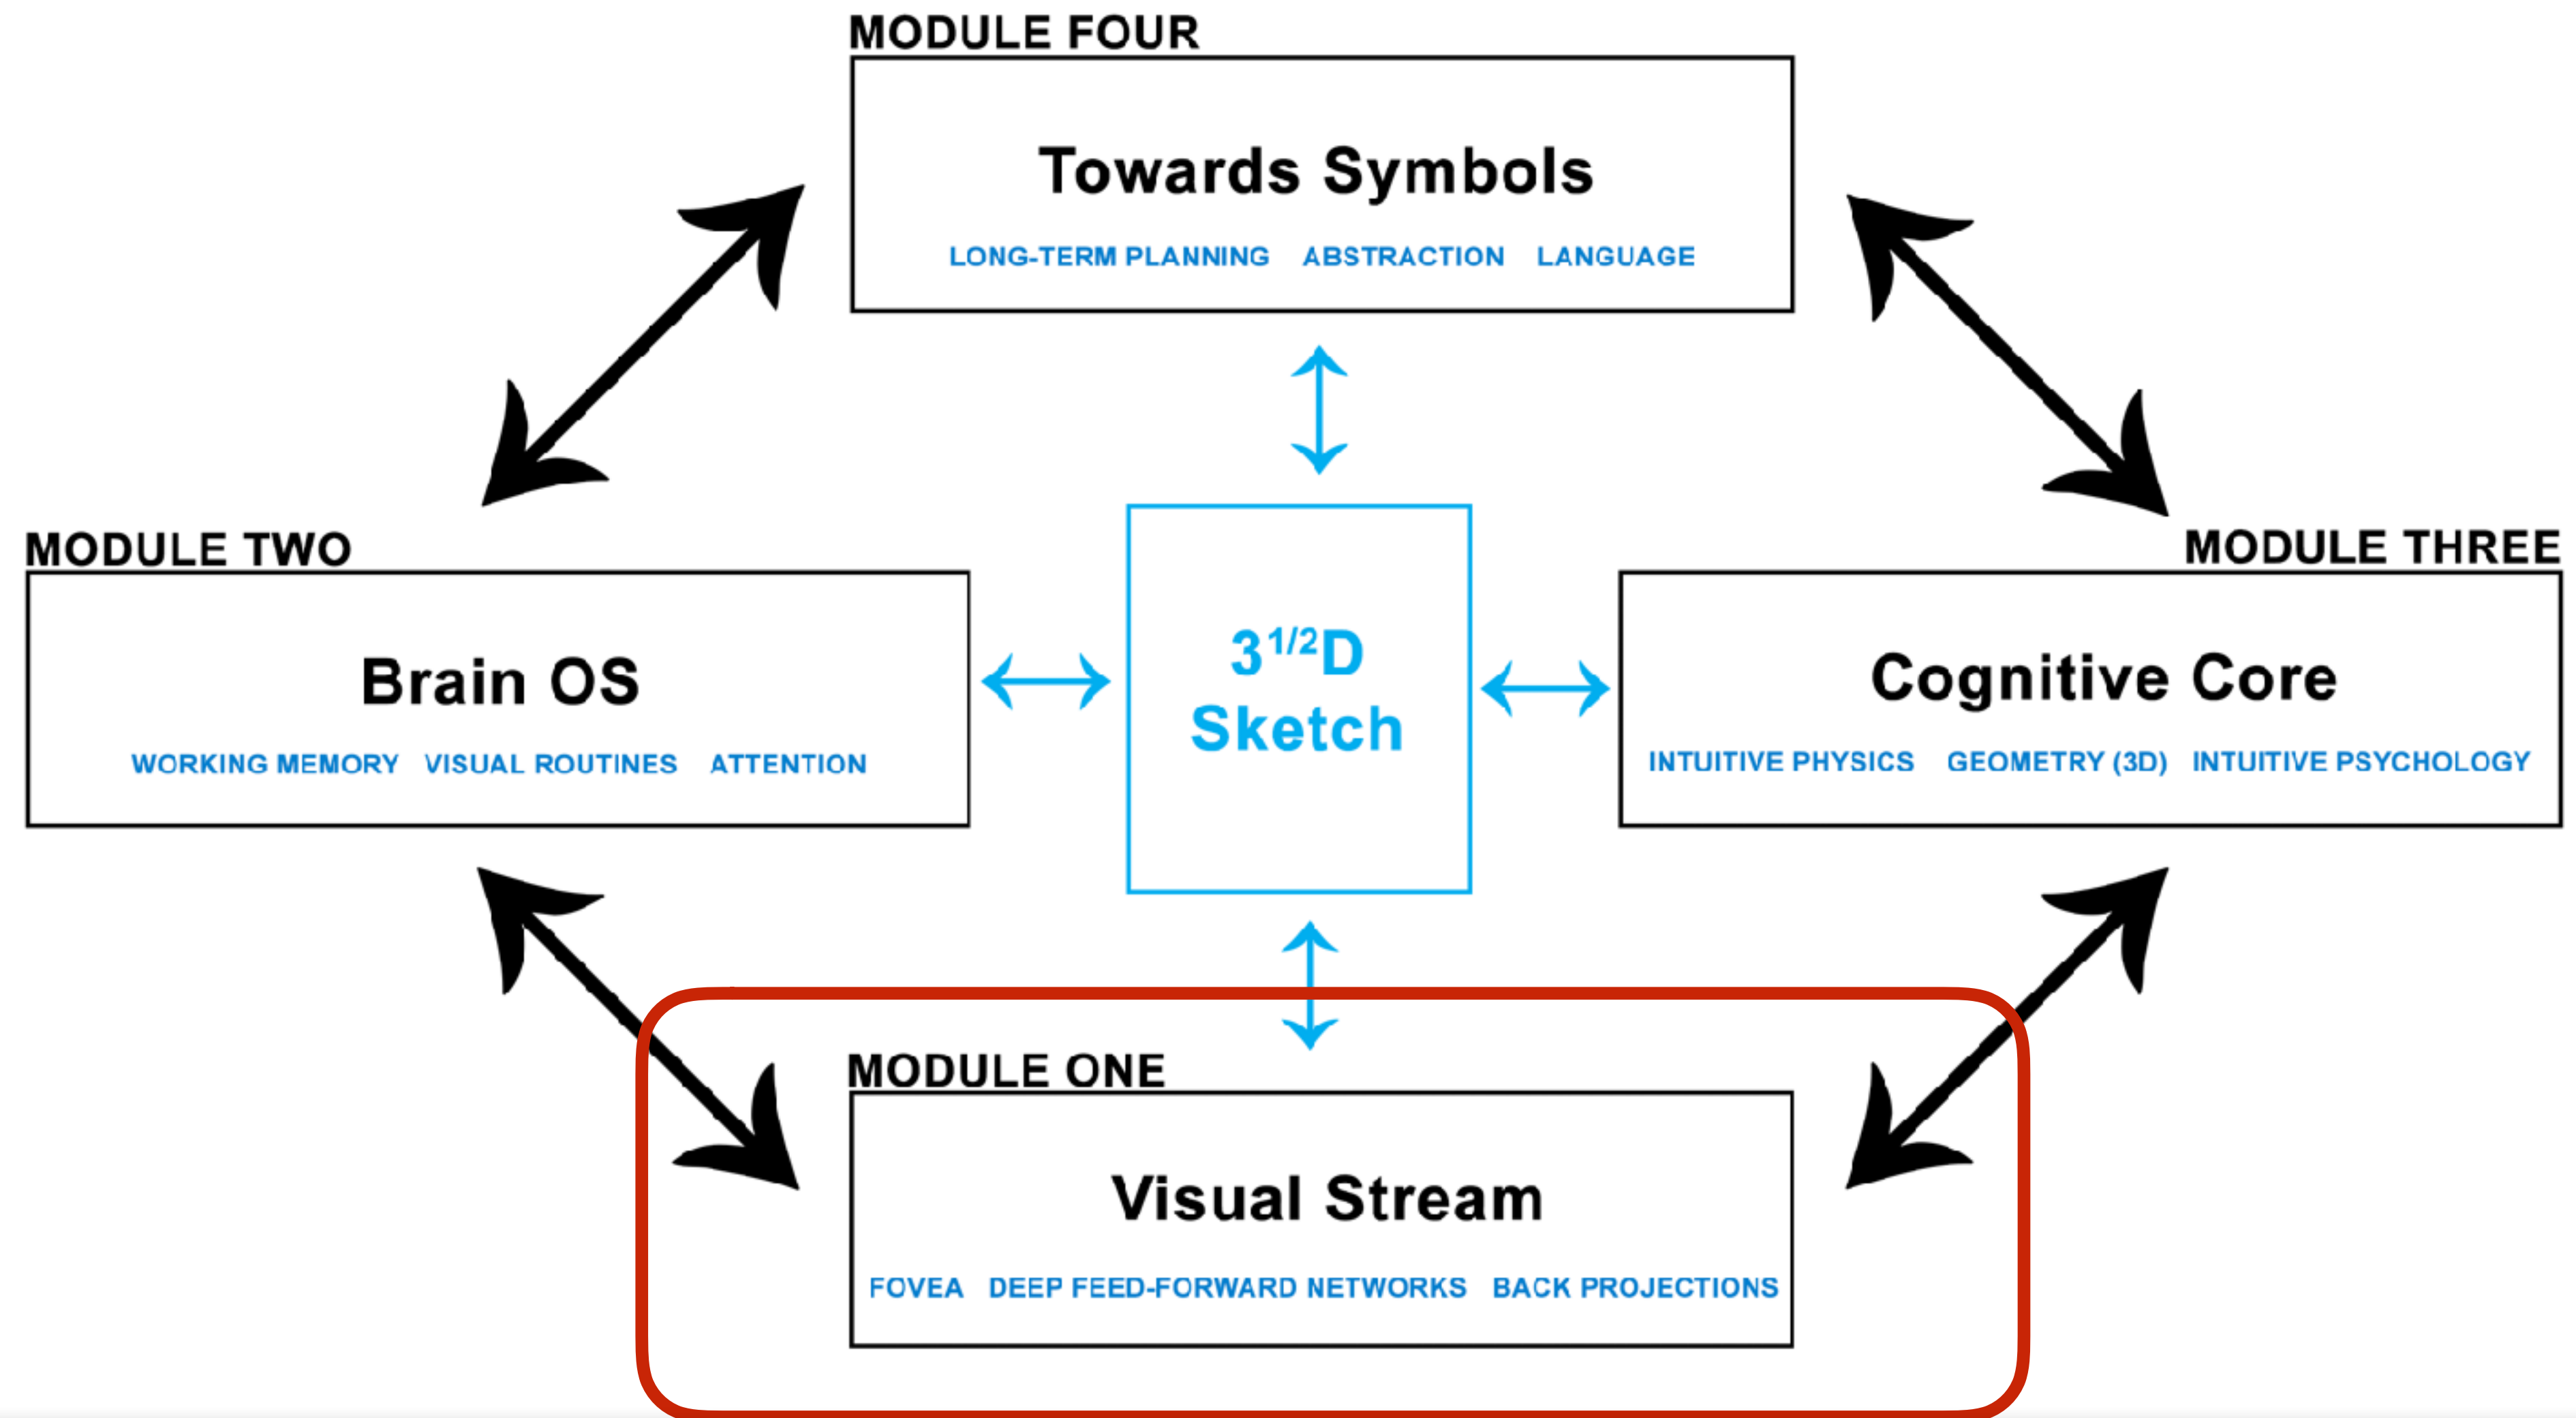 MODULE FOUR
Towards Symbols
LONG-TERM PLANNING ABSTRACTION LANGUAGE
MODULE TWO
Brain OS
WORKING MEMORY VISUAL ROUTINES ATTENTION
3^1/2D
Sketch
MODULE THREE
Cognitive Core
INTUITIVE PHYSICS GEOMETRY (3D) INTUITIVE PSYCHOLOGY
MODULE ONE
Visual Stream
FOVEA DEEP FEED-FORWARD NETWORKS BACK PROJECTIONS